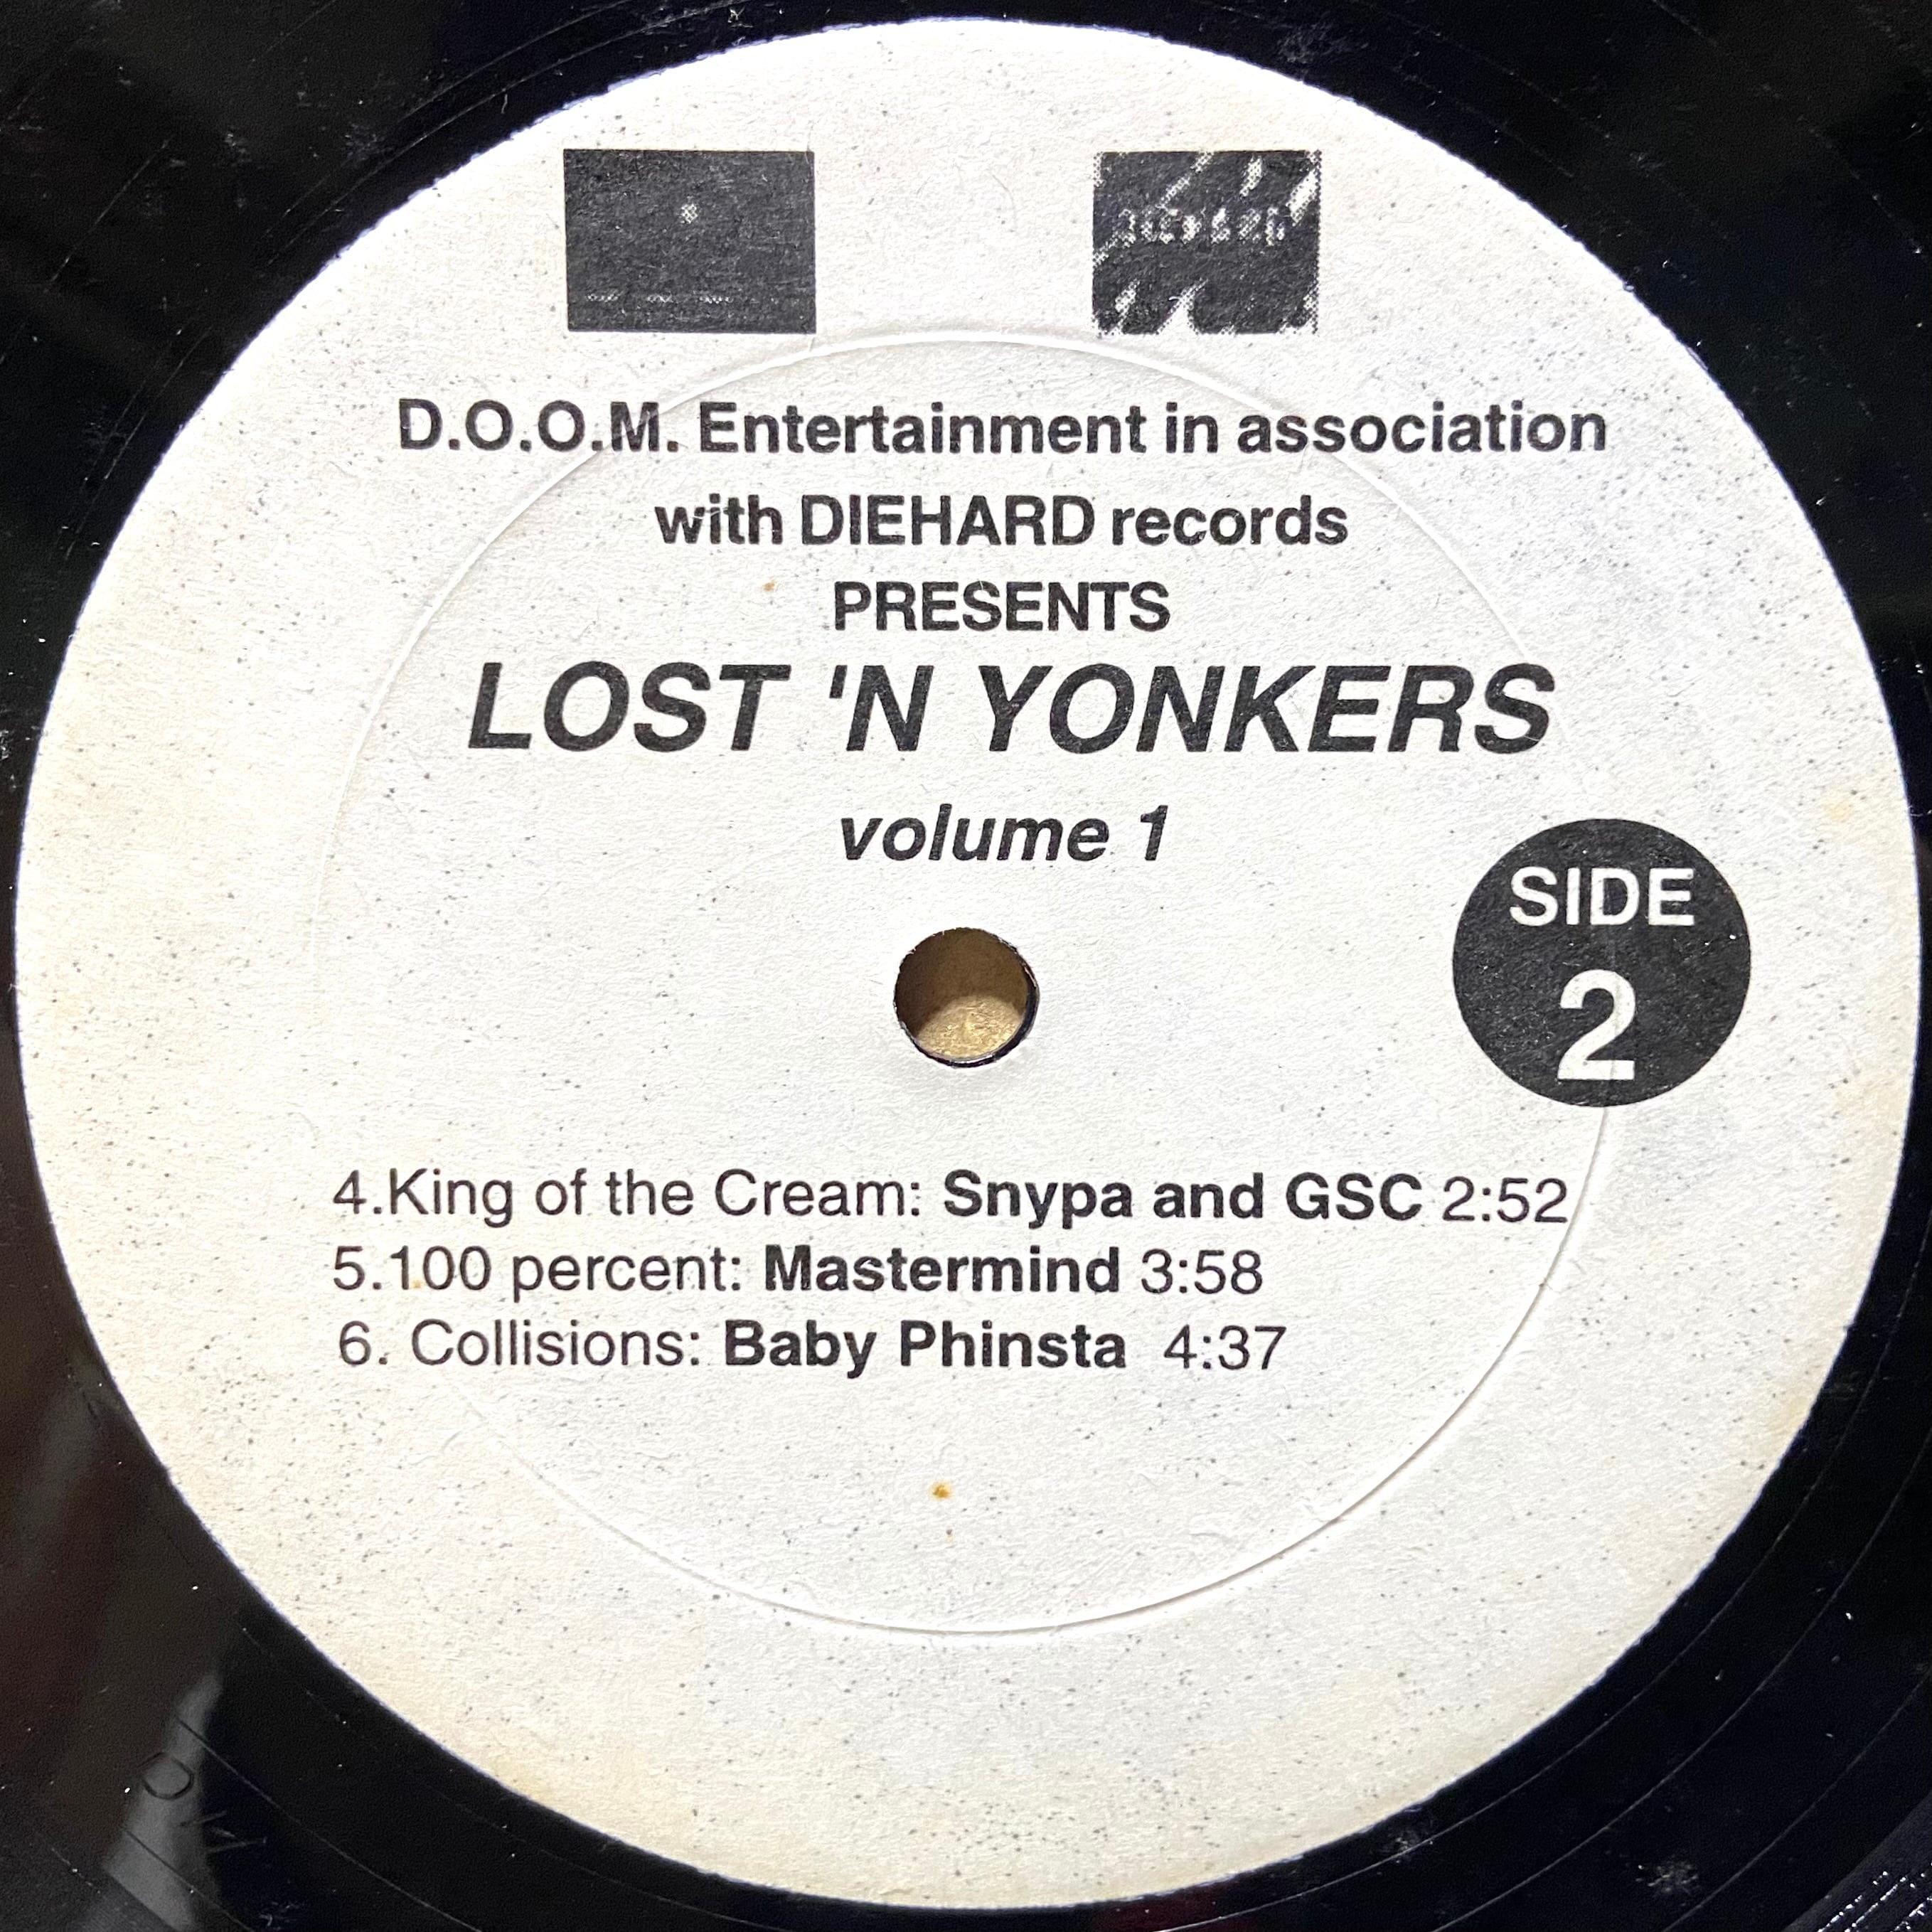 D.O.O.M. Entertainment in association
with DIEHARD records
PRESENTS
LOST 'N YONKERS
volume 1
SIDE
2
4.King of the Cream: Snypa and GSC 2:52
5.100 percent: Mastermind 3:58
6. Collisions: Baby Phinsta 4:37